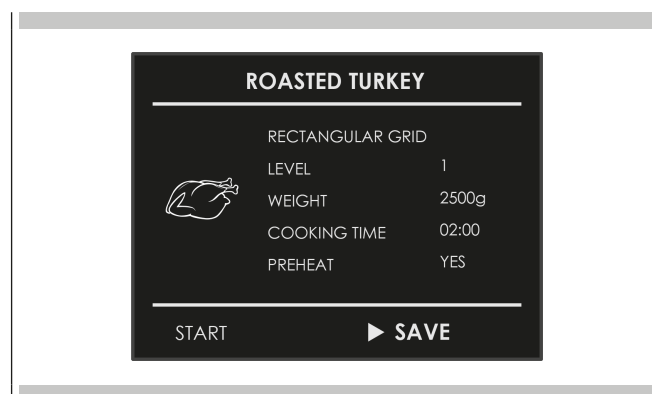 ROASTED TURKEY
RECTANGULAR GRID
LEVEL 1
WEIGHT 2500g
COOKING TIME 02:00
PREHEAT YES
START ▶ SAVE